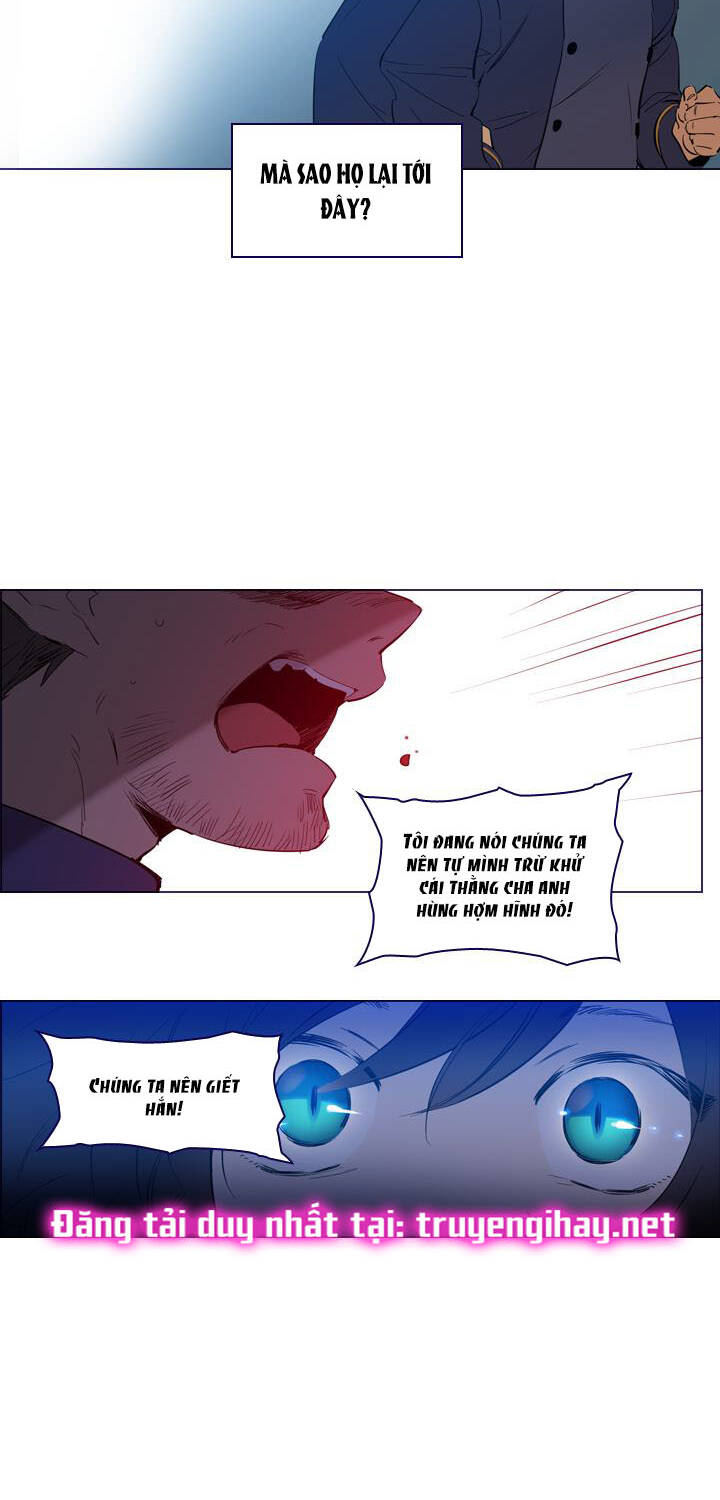 MÀ SAO HỌ LẠI TỚI
ĐÂY?
TÔI ĐANG NÓI CHÚNG TA
NÊN TỰ MÌNH TRỪ KHỬ
CÁI THẰNG CHA ANH
HÙNG HỢM HĨNH ĐÓ!
CHÚNG TA NÊN GIẾT
HẮN!
Đăng tải duy nhất tại: truyengihay.net